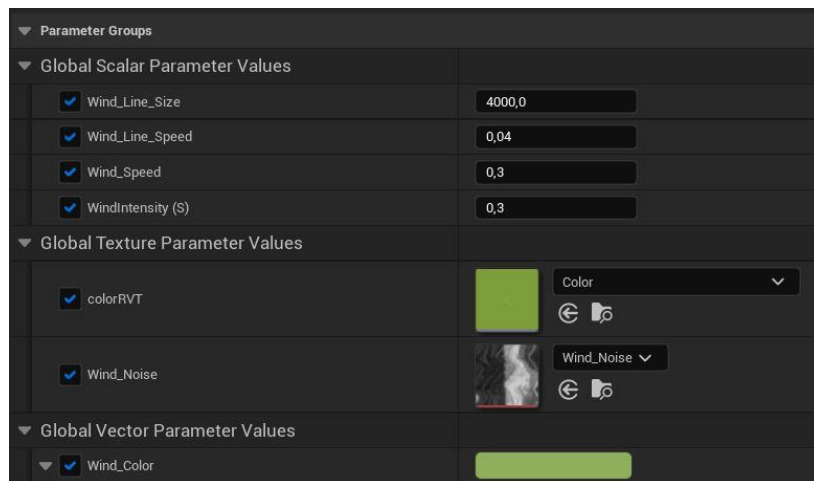 Parameter Groups
Global Scalar Parameter Values
Wind_Line_Size 4000,0
Wind_Line_Speed 0,04
Wind_Speed 0,3
WindIntensity (S) 0,3
Global Texture Parameter Values
colorRVT Color
Wind_Noise Wind_Noise
Global Vector Parameter Values
Wind_Color